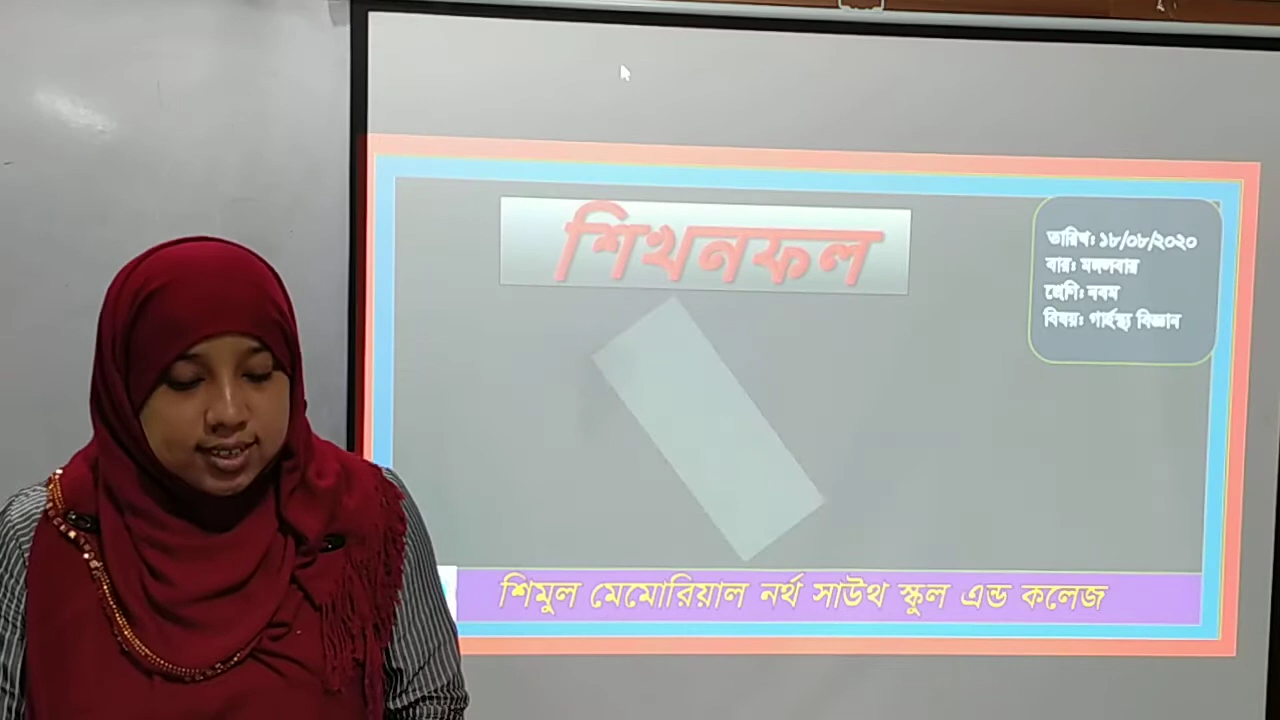 শিখনফল
তারিখ: ১৮/০৮/২০২০
বার: মঙ্গলবার
শ্রেণি: নবম
বিষয়: গার্হস্থ্য বিজ্ঞান
শিমুল মেমোরিয়াল নর্থ সাউথ স্কুল এন্ড কলেজ